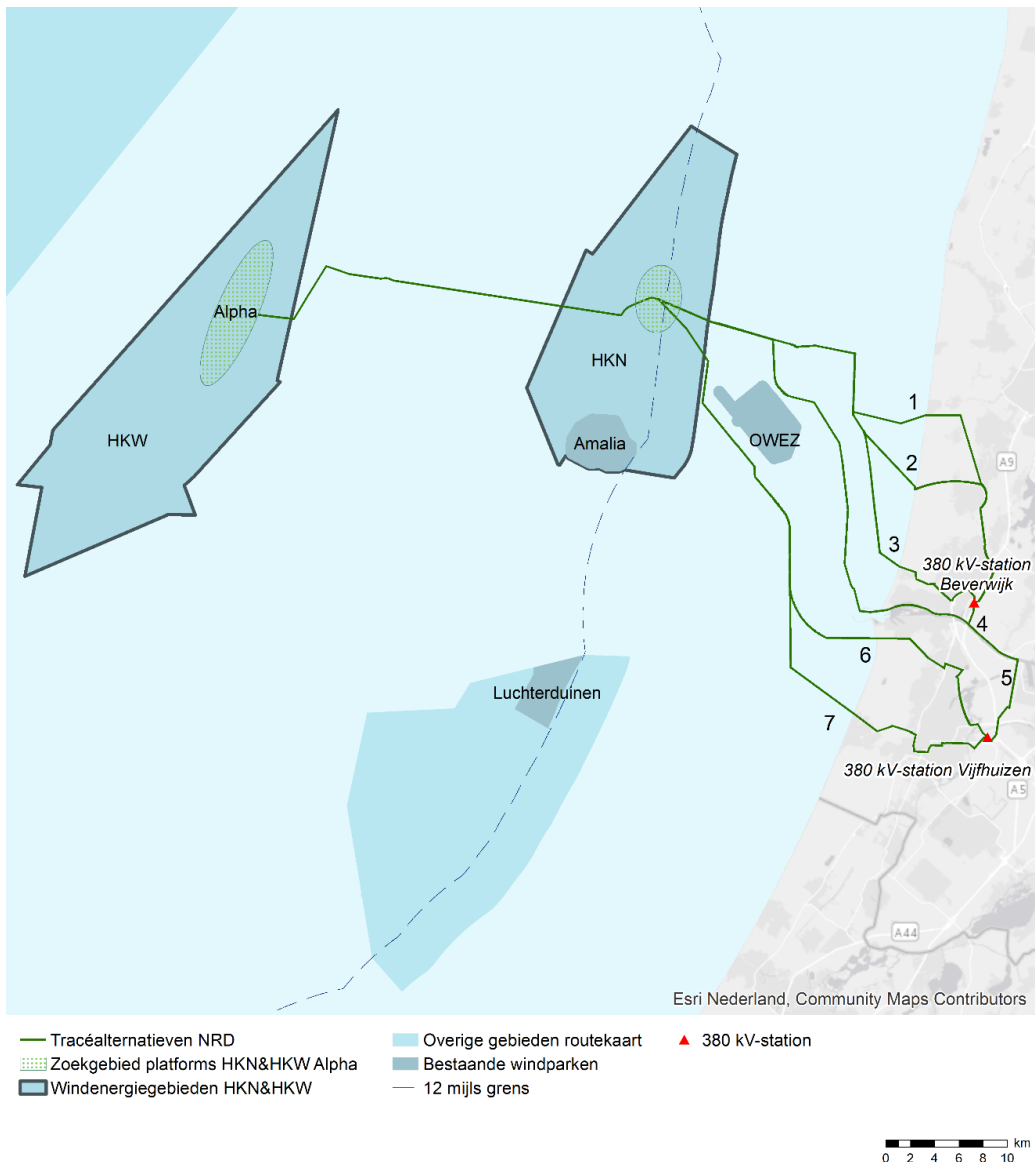 1
Alpha
HKN
2
A9
HKW
Amalia
OWEZ
3
380 kV-station
Beverwijk
4
6
5
Luchterduinen
7
380 kV-station Vijfhuizen
A5
A44
Esri Nederland, Community Maps Contributors
Tracéalternatieven NRD
Zoekgebied platforms HKN&HKW Alpha
Windenergiegebieden HKN&HKW
Overige gebieden routekaart
Bestaande windparken
12 mijls grens
380 kV-station
km
0 2 4 6 8 10